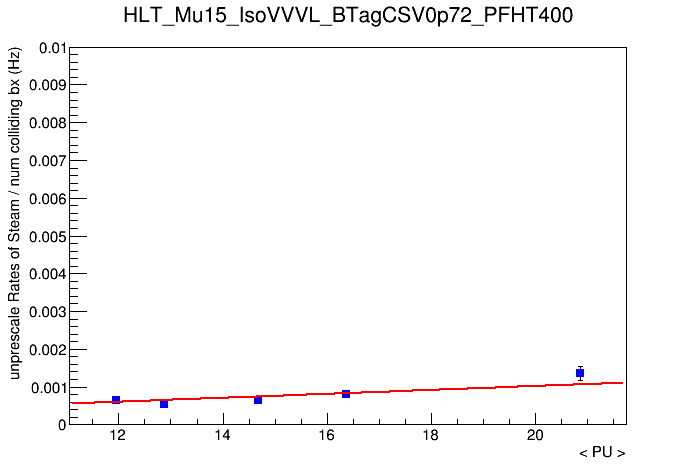 HLT_Mu15_IsoVVVL_BTagCSV0p72_PFHT400
unprescale Rates of Steam / num colliding bx (Hz)
0.01
0.009
0.008
0.007
0.006
0.005
0.004
0.003
0.002
0.001
0
12 14 16 18 20
< PU >